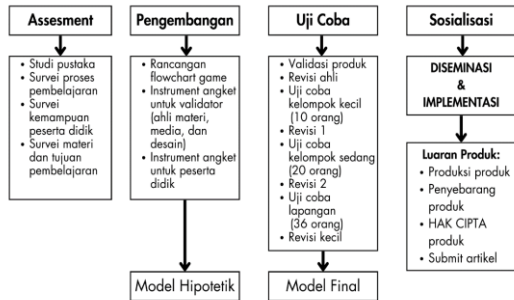 Assesment
• Studi pustaka
• Survei proses
pembelajaran
• Survei
kemampuan
peserta didik
• Survei materi
dan tujuan
pembelajaran
Pengembangan
• Rancangan
flowchart game
• Instrument angket
untuk validator
(ahli materi,
media, dan
desain)
• Instrument angket
untuk peserta
didik
Model Hipotetik
Uji Coba
• Validasi produk
• Revisi ahli
• Uji coba
kelompok kecil
(10 orang)
• Revisi 1
• Uji coba
kelompok sedang
(20 orang)
• Revisi 2
• Uji coba
lapangan
(36 orang)
• Revisi kecil
Model Final
Sosialisasi
DISEMINASI
&
IMPLEMENTASI
Luaran Produk:
• Produksi produk
• Penyebarang
produk
• HAK CIPTA
produk
• Submit artikel